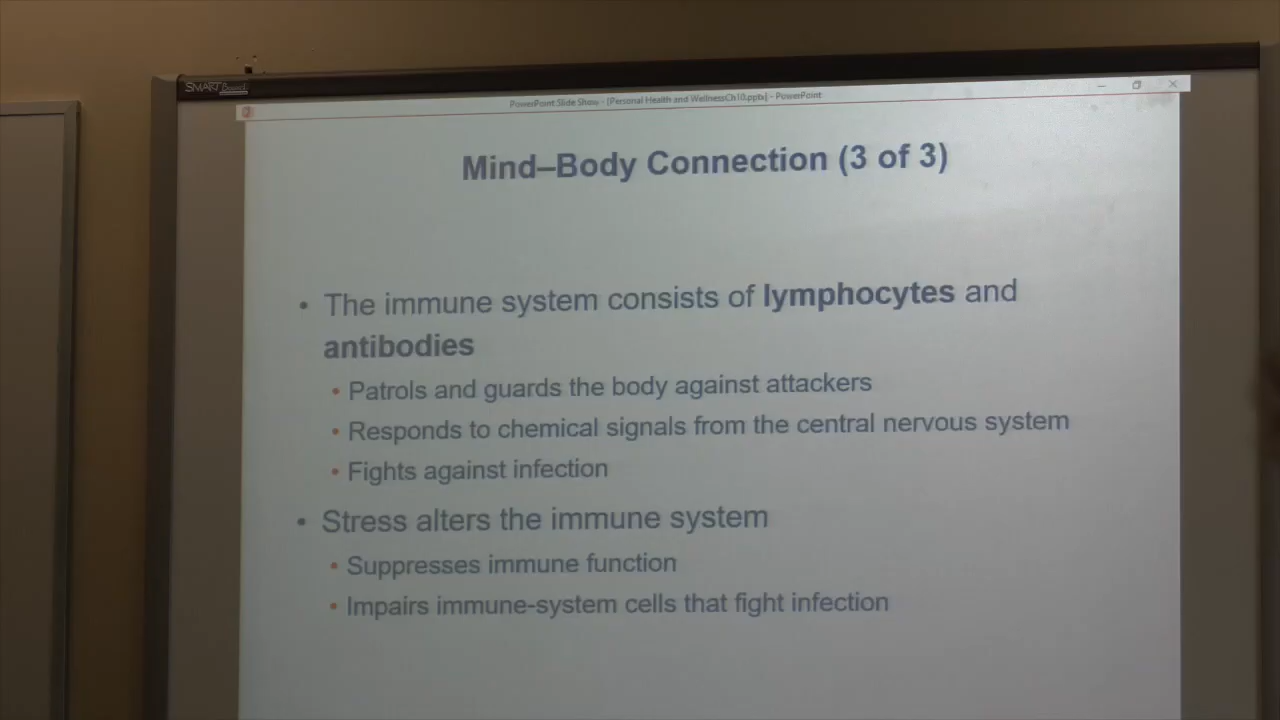 SMART Board
PowerPoint Slide Show - [Personal Health and WellnessCh10.pptx] - PowerPoint
Mind–Body Connection (3 of 3)
• The immune system consists of lymphocytes and
antibodies
• Patrols and guards the body against attackers
• Responds to chemical signals from the central nervous system
• Fights against infection
• Stress alters the immune system
• Suppresses immune function
• Impairs immune-system cells that fight infection